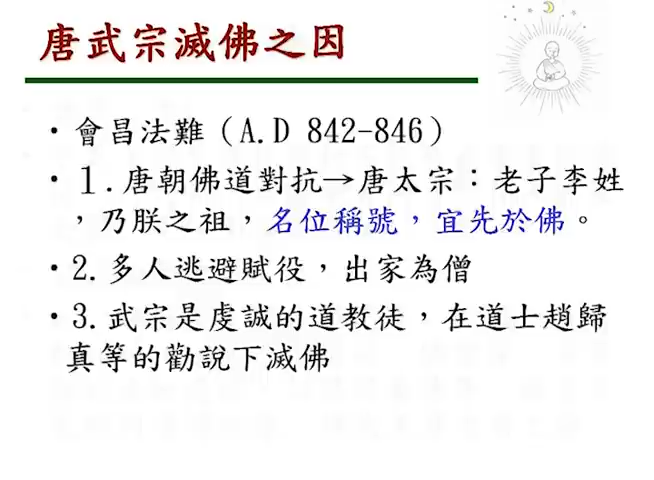 唐武宗滅佛之因
•會昌法難（A.D 842-846）
•１.唐朝佛道對抗→唐太宗：老子李姓
，乃朕之祖，名位稱號，宜先於佛。
•2.多人逃避賦役，出家為僧
•3.武宗是虔誠的道教徒，在道士趙歸
真等的勸說下滅佛